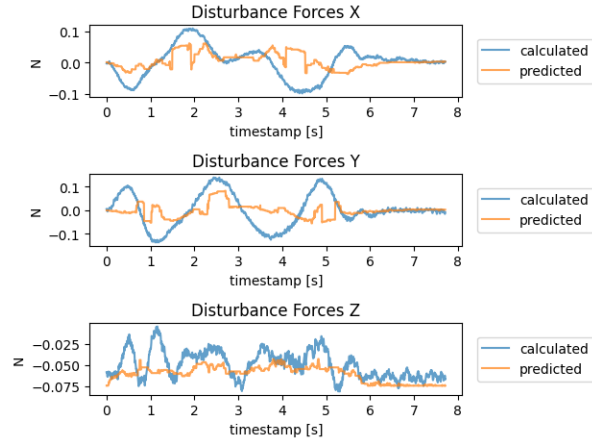 Disturbance Forces X
0.1
0.0
−0.1
N
0 1 2 3 4 5 6 7 8
timestamp [s]
calculated
predicted
Disturbance Forces Y
0.1
0.0
−0.1
N
0 1 2 3 4 5 6 7 8
timestamp [s]
calculated
predicted
Disturbance Forces Z
−0.025
−0.050
−0.075
N
0 1 2 3 4 5 6 7 8
timestamp [s]
calculated
predicted